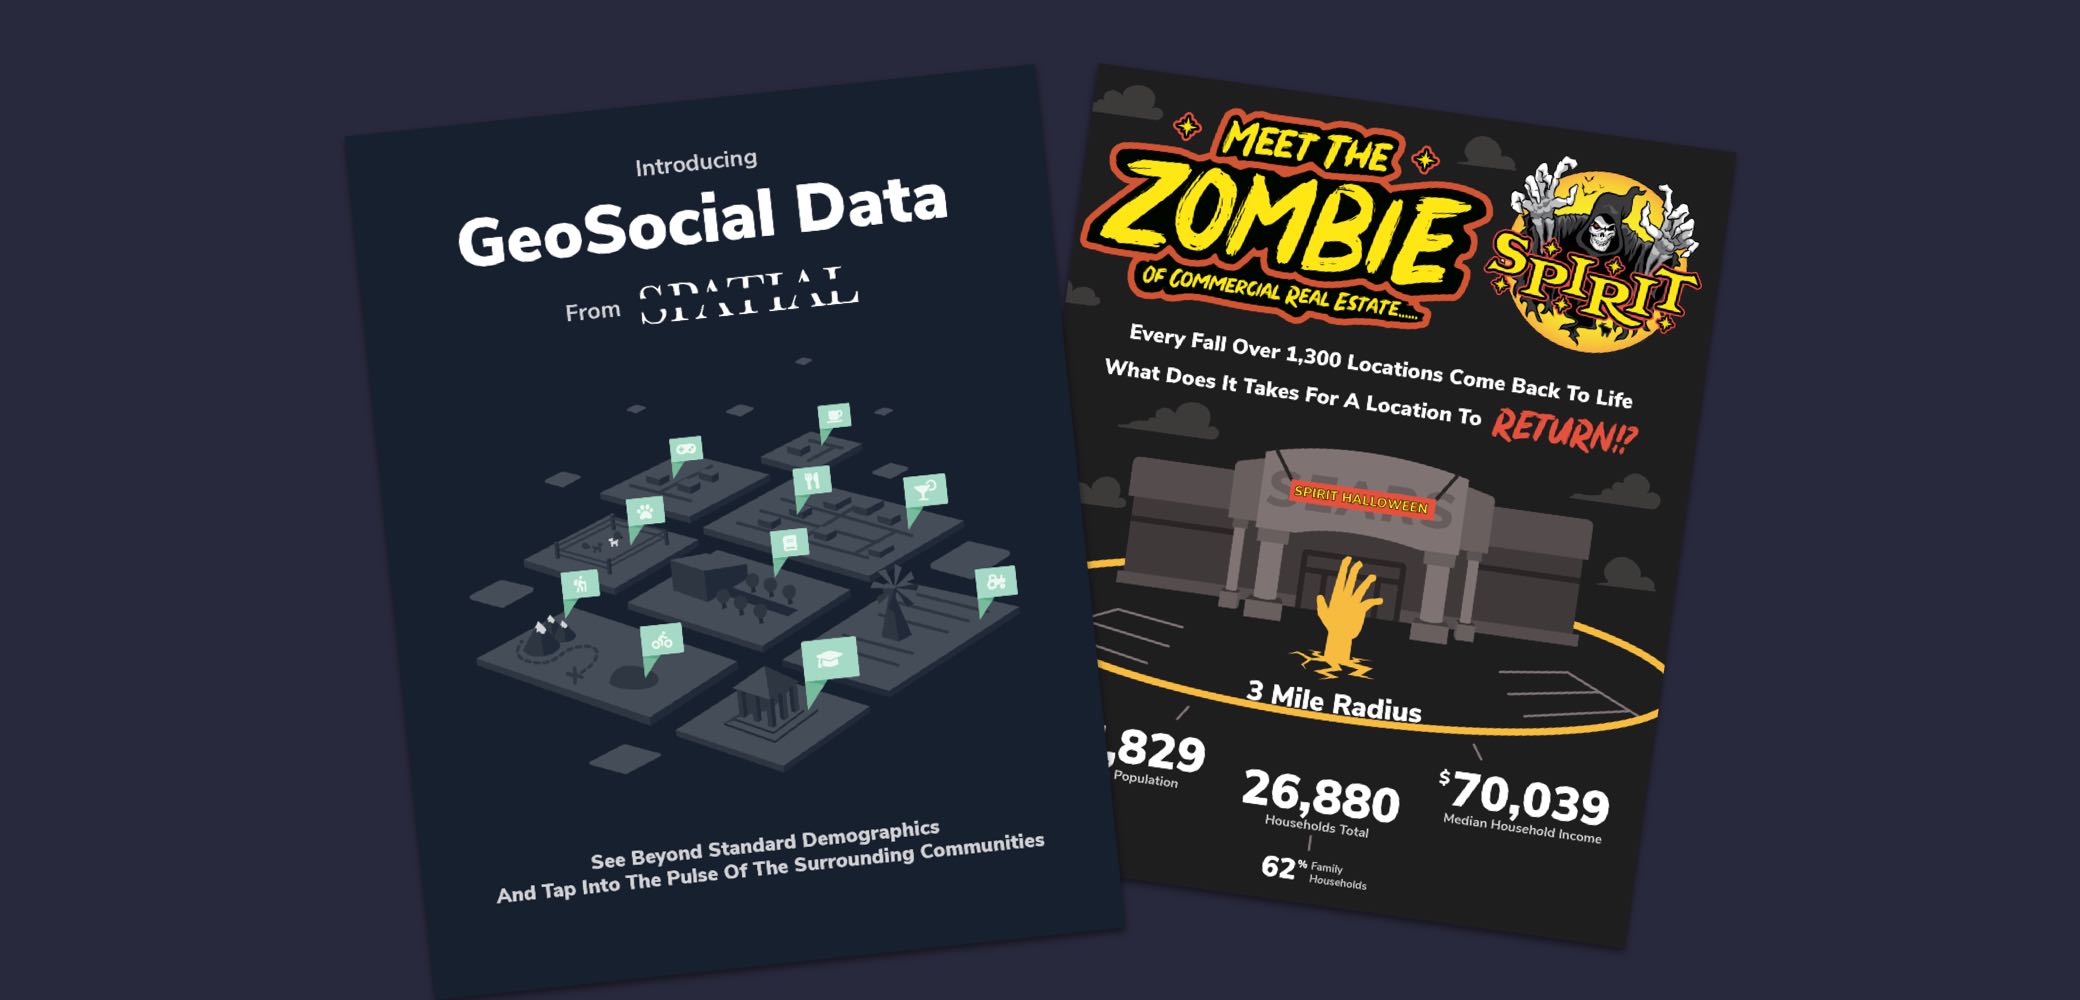 Introducing
GeoSocial Data
From SPATIAL
See Beyond Standard Demographics
And Tap Into The Pulse Of The Surrounding Communities
MEET THE
ZOMBIE
OF COMMERCIAL REAL ESTATE.....
SPIRIT
Every Fall Over 1,300 Locations Come Back To Life
What Does It Takes For A Location To RETURN!?
SEARS
SPIRIT HALLOWEEN
3 Mile Radius
,829
Population
26,880
Households Total
62% Family
Households
$70,039
Median Household Income